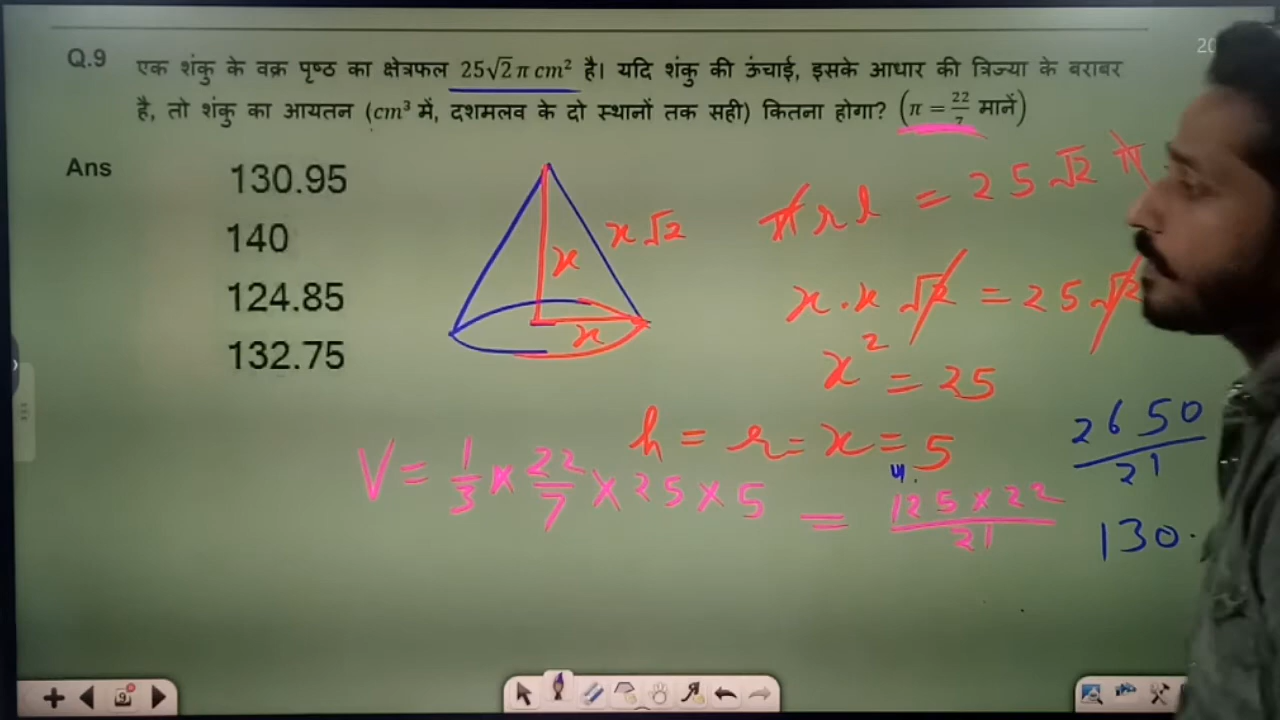 20
Q.9 एक शंकु के वक्र पृष्ठ का क्षेत्रफल 25√2 π cm² है। यदि शंकु की ऊंचाई, इसके आधार की त्रिज्या के बराबर
है, तो शंकु का आयतन (cm³ में, दशमलव के दो स्थानों तक सही) कितना होगा? (π = 22/7 मानें)
Ans
130.95
140
124.85
132.75
x√2
x
x
πrl = 25√2 π
x.x√2 = 25√2
x² = 25
h = r = x = 5
V = 1/3 × 22/7 × 25 × 5 = 125 × 22/21
2650/21
130.
9